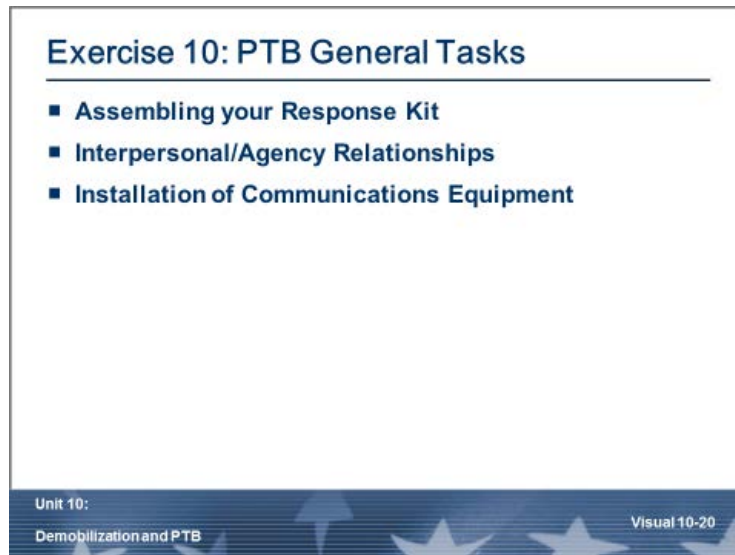 Exercise 10: PTB General Tasks
Assembling your Response Kit
Interpersonal/Agency Relationships
Installation of Communications Equipment
Unit 10:
Demobilization and PTB
Visual 10-20